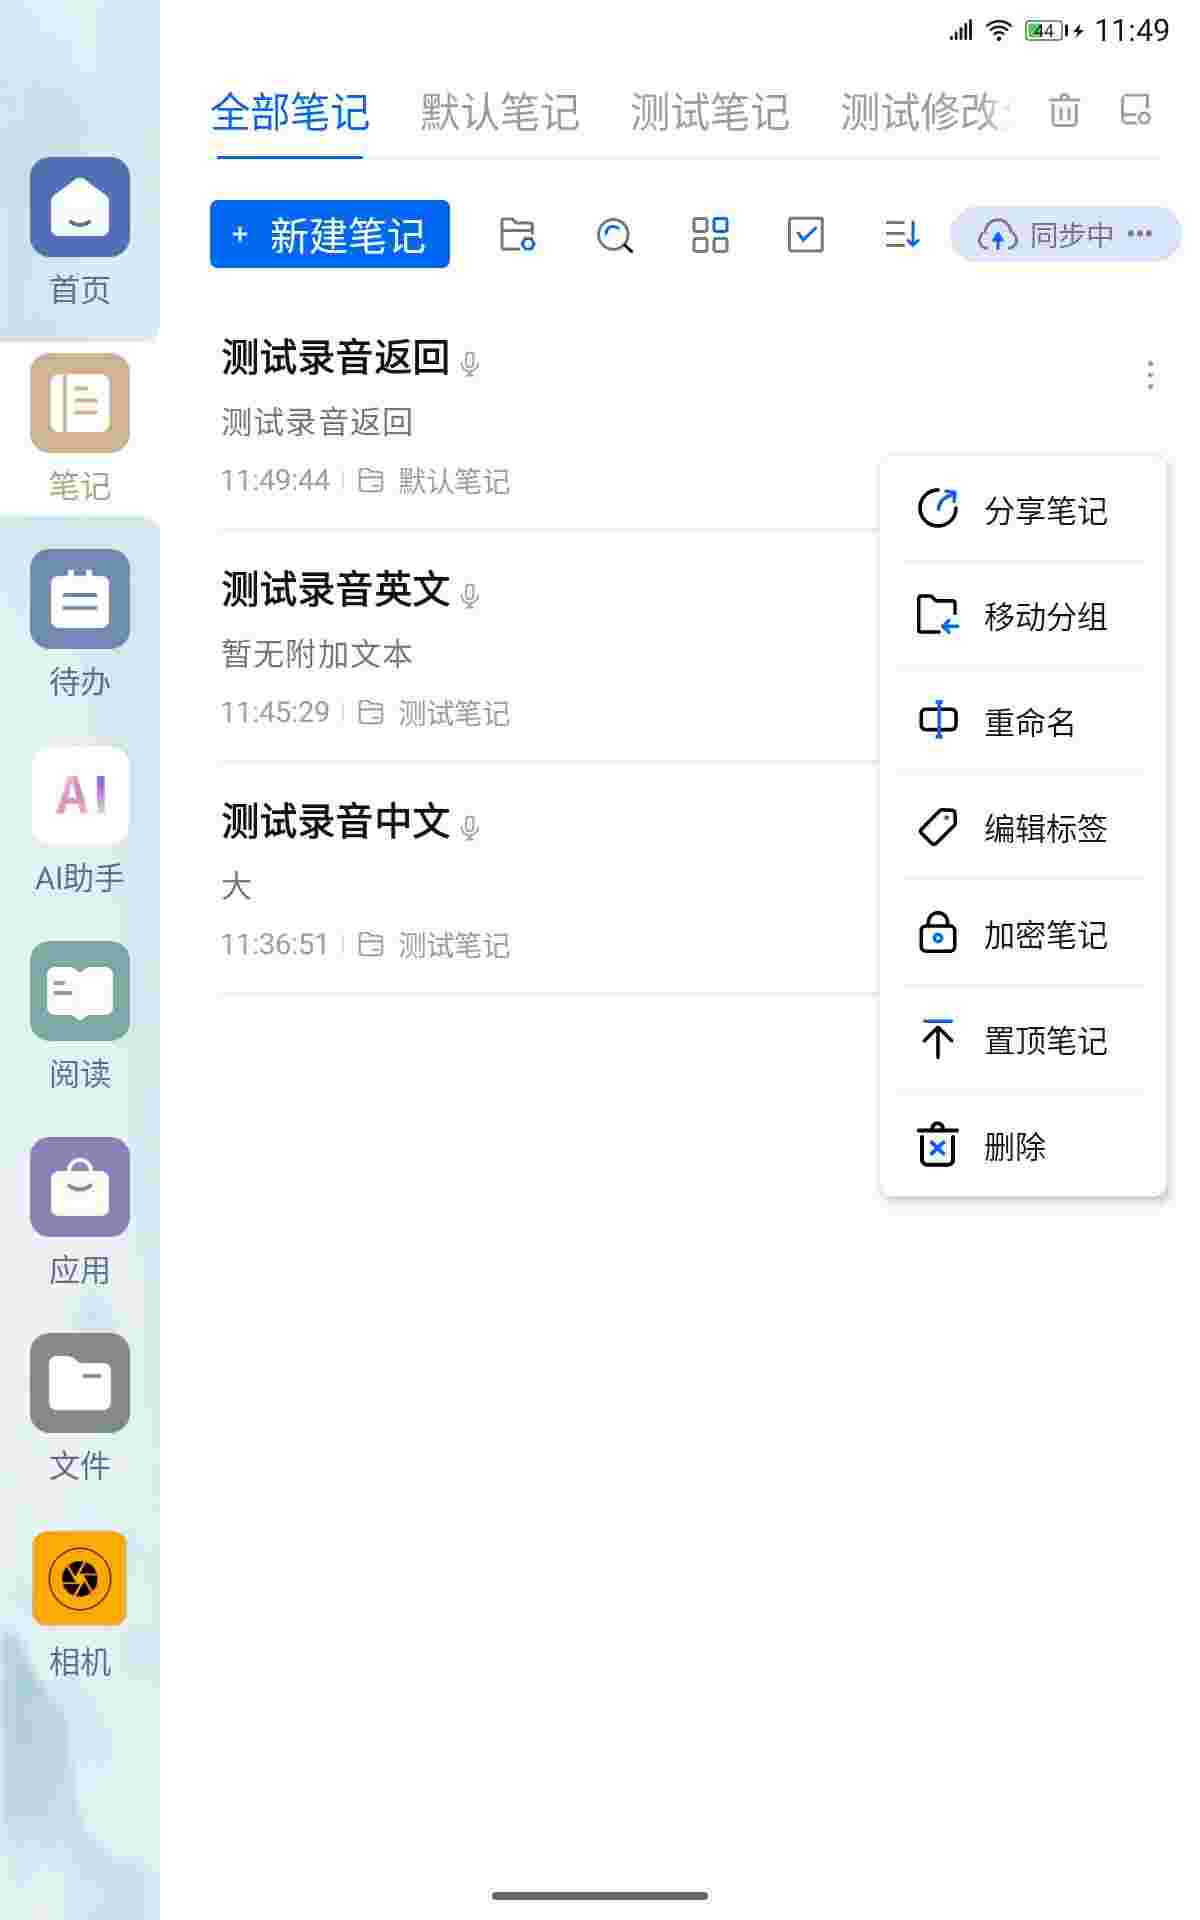 44 11:49
全部笔记 默认笔记 测试笔记 测试修改
+ 新建笔记 同步中 •••
首页
笔记
待办
AI
AI助手
阅读
应用
文件
相机
测试录音返回
测试录音返回
11:49:44 默认笔记
测试录音英文
暂无附加文本
11:45:29 测试笔记
测试录音中文
大
11:36:51 测试笔记
分享笔记
移动分组
重命名
编辑标签
加密笔记
置顶笔记
删除